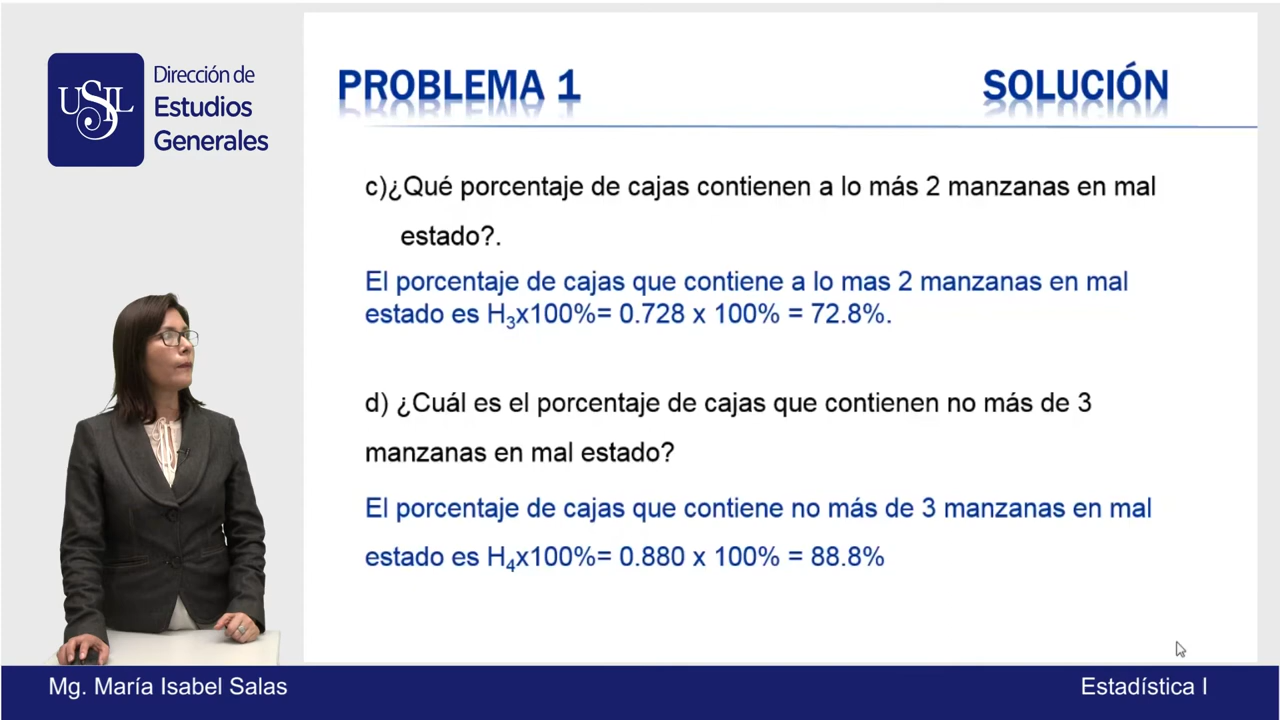 USIL
Dirección de
Estudios
Generales
PROBLEMA 1
SOLUCIÓN
c)¿Qué porcentaje de cajas contienen a lo más 2 manzanas en mal
estado?.
El porcentaje de cajas que contiene a lo mas 2 manzanas en mal
estado es H₃x100%= 0.728 x 100% = 72.8%.
d) ¿Cuál es el porcentaje de cajas que contienen no más de 3
manzanas en mal estado?
El porcentaje de cajas que contiene no más de 3 manzanas en mal
estado es H₄x100%= 0.880 x 100% = 88.8%
Mg. María Isabel Salas
Estadística I